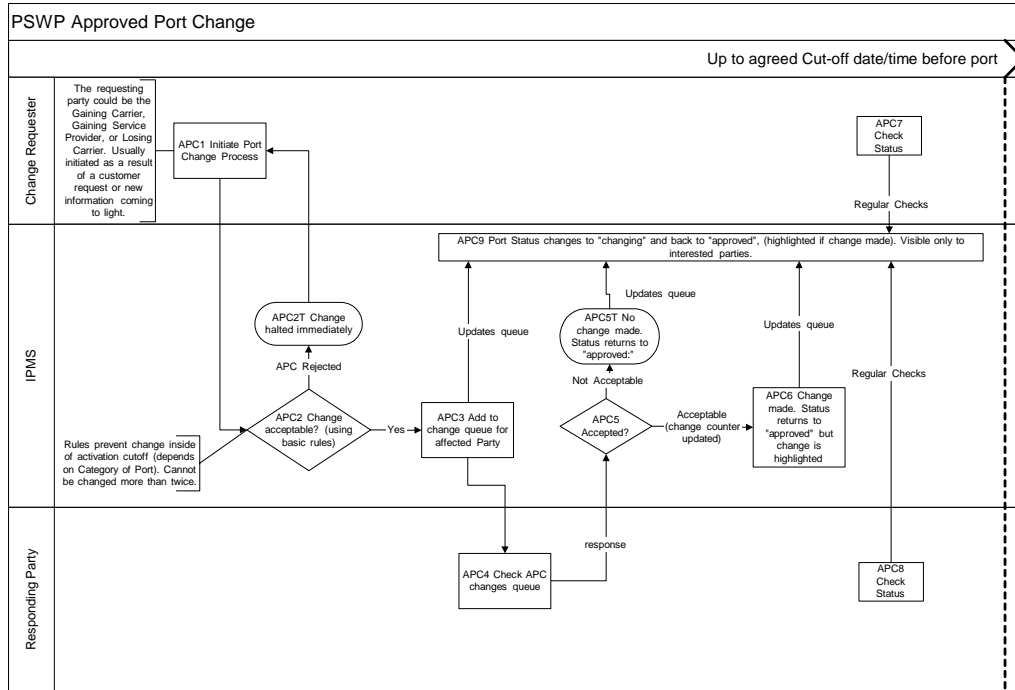 PSWP Approved Port Change
Up to agreed Cut-off date/time before port
Change Requester
The requesting
party could be the
Gaining Carrier,
Gaining Service
Provider, or Losing
Carrier. Usually
initiated as a result
of a customer
request or new
information coming
to light.
APC1 Initiate Port
Change Process
APC7
Check
Status
Regular Checks
IPMS
APC9 Port Status changes to "changing" and back to "approved", (highlighted if change made). Visible only to
interested parties.
APC2T Change
halted immediately
Updates queue
APC5T No
change made.
Status returns to
"approved:"
Updates queue
Updates queue
APC Rejected
Not Acceptable
Regular Checks
APC2 Change
acceptable? (using
basic rules)
Yes
APC3 Add to
change queue for
affected Party
APC5
Accepted?
Acceptable
(change counter
updated)
APC6 Change
made. Status
returns to
"approved" but
change is
highlighted
Rules prevent change inside
of activation cutoff (depends
on Category of Port). Cannot
be changed more than twice.
Responding Party
response
APC4 Check APC
changes queue
APC8
Check
Status